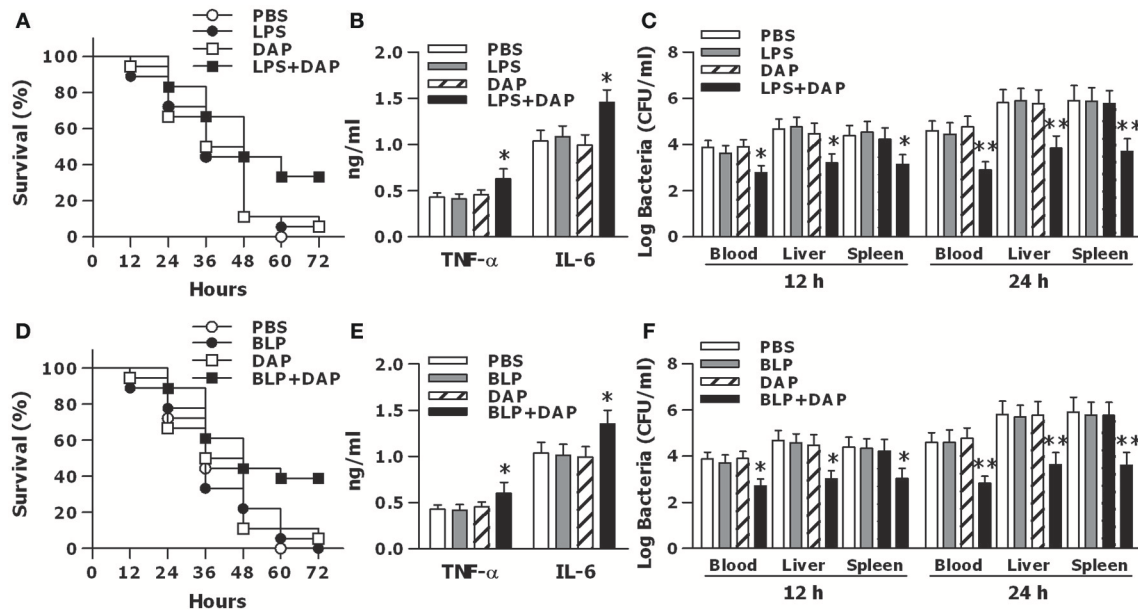 A
PBS
LPS
DAP
LPS+DAP
Survival (%)
100
80
60
40
20
0
0 12 24 36 48 60 72
Hours
B
PBS
LPS
DAP
LPS+DAP
ng/ml
2.0
1.5
1.0
0.5
0.0
* *
TNF-α IL-6
C
PBS
LPS
DAP
LPS+DAP
Log Bacteria (CFU/ml)
8
6
4
2
0
* * * ** ** **
Blood Liver Spleen Blood Liver Spleen
12 h 24 h
D
PBS
BLP
DAP
BLP+DAP
Survival (%)
100
80
60
40
20
0
0 12 24 36 48 60 72
Hours
E
PBS
BLP
DAP
BLP+DAP
ng/ml
2.0
1.5
1.0
0.5
0.0
* *
TNF-α IL-6
F
PBS
BLP
DAP
BLP+DAP
Log Bacteria (CFU/ml)
8
6
4
2
0
* * * ** ** **
Blood Liver Spleen Blood Liver Spleen
12 h 24 h